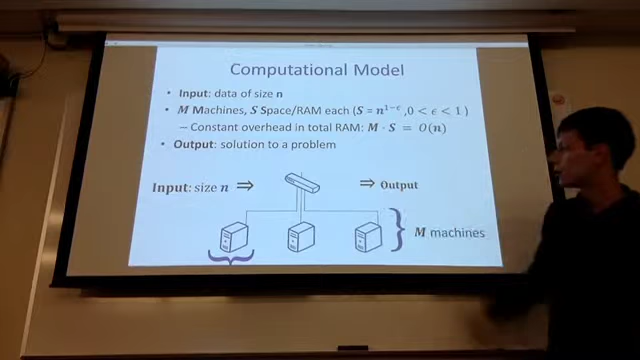 Computational Model
• Input: data of size n
• M Machines, S Space/RAM each (S = n^{1−ϵ}, 0 < ϵ < 1)
– Constant overhead in total RAM: M · S = O(n)
• Output: solution to a problem
Input: size n ⇒
⇒ Output
M machines